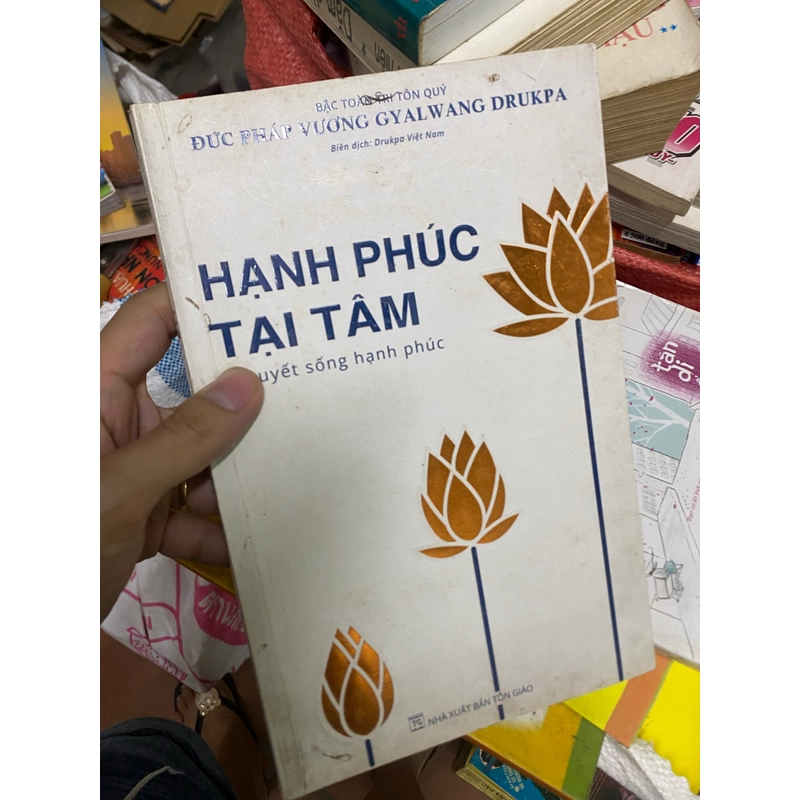 BẬC TOÀN TRI TÔN QUÝ
ĐỨC PHÁP VƯƠNG GYALWANG DRUKPA
Biên dịch: Drukpa Việt Nam
HẠNH PHÚC
TẠI TÂM
uyết sống hạnh phúc
NHÀ XUẤT BẢN TÔN GIÁO
tản